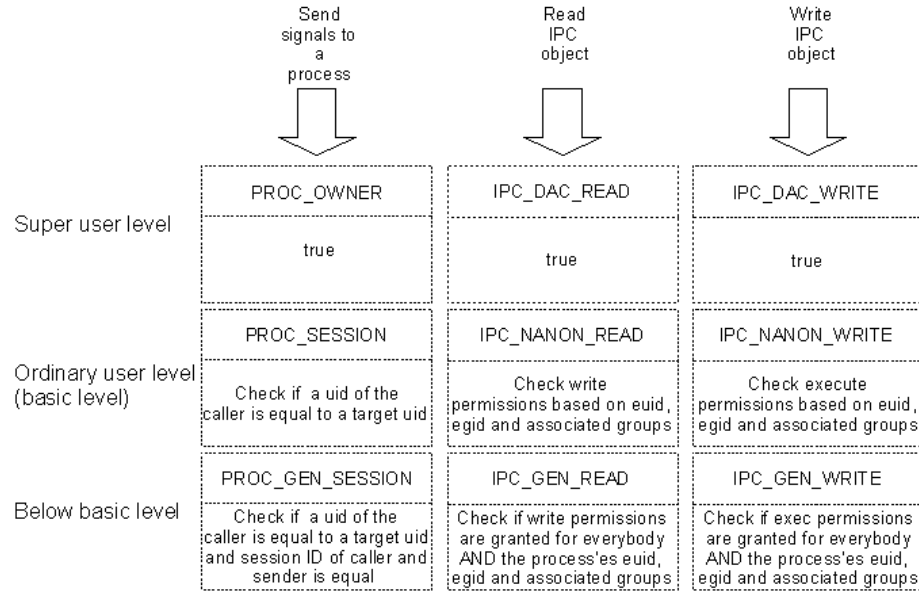 Send
signals to
a
process
Read
IPC
object
Write
IPC
object
Super user level
PROC_OWNER
true
IPC_DAC_READ
true
IPC_DAC_WRITE
true
Ordinary user level
(basic level)
PROC_SESSION
Check if a uid of the
caller is equal to a target uid
IPC_NANON_READ
Check write
permissions based on euid,
egid and associated groups
IPC_NANON_WRITE
Check execute
permissions based on euid,
egid and associated groups
Below basic level
PROC_GEN_SESSION
Check if a uid of the
caller is equal to a target uid
and session ID of caller and
sender is equal
IPC_GEN_READ
Check if write permissions
are granted for everybody
AND the process'es euid,
egid and associated groups
IPC_GEN_WRITE
Check if exec permissions
are granted for everybody
AND the process'es euid,
egid and associated groups